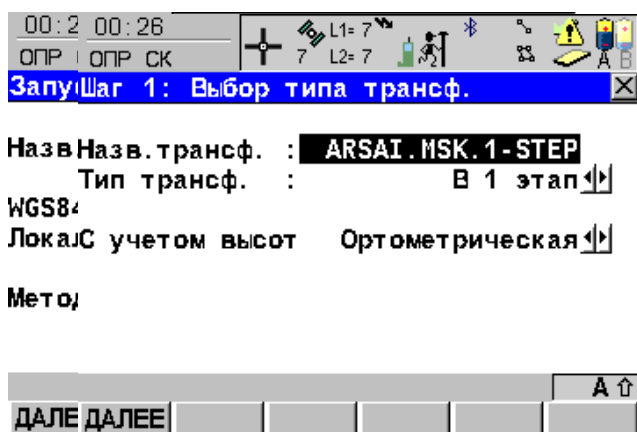 00:2 00:26
ОПР ОПР СК
L1= 7
7 L2= 7
A B
Запу Шаг 1: Выбор типа трансф.
Назв Назв.трансф. : ARSAI.MSK.1-STEP
Тип трансф. : В 1 этап
WGS84
Локал С учетом высот Ортометрическая
Метод
A
ДАЛЕ ДАЛЕЕ